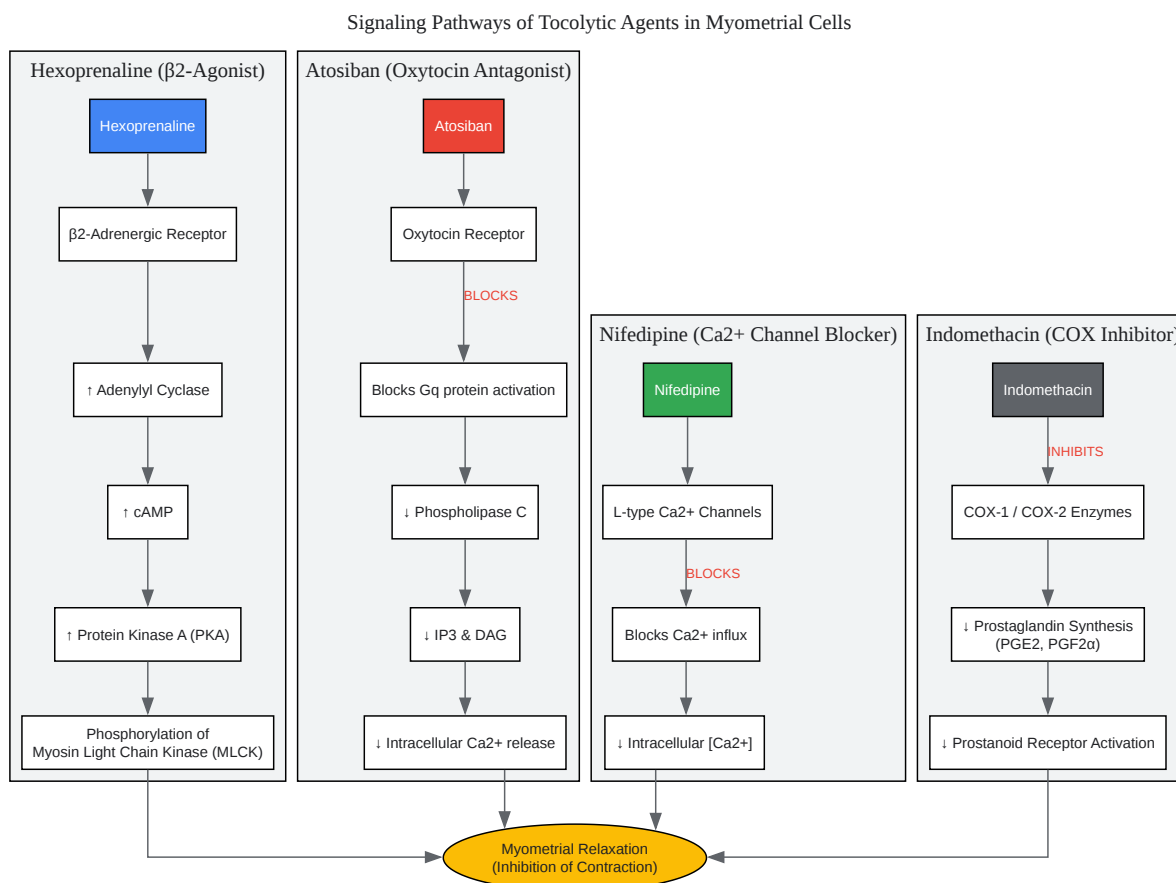 Signaling Pathways of Tocolytic Agents in Myometrial Cells
Hexoprenaline (β2-Agonist)
Hexoprenaline
β2-Adrenergic Receptor
↑ Adenylyl Cyclase
↑ cAMP
↑ Protein Kinase A (PKA)
Phosphorylation of
Myosin Light Chain Kinase (MLCK)
Atosiban (Oxytocin Antagonist)
Atosiban
Oxytocin Receptor
BLOCKS
Blocks Gq protein activation
↓ Phospholipase C
↓ IP3 & DAG
↓ Intracellular Ca2+ release
Nifedipine (Ca2+ Channel Blocker)
Nifedipine
L-type Ca2+ Channels
BLOCKS
Blocks Ca2+ influx
↓ Intracellular [Ca2+]
Indomethacin (COX Inhibitor)
Indomethacin
INHIBITS
COX-1 / COX-2 Enzymes
↓ Prostaglandin Synthesis
(PGE2, PGF2α)
↓ Prostanoid Receptor Activation
Myometrial Relaxation
(Inhibition of Contraction)